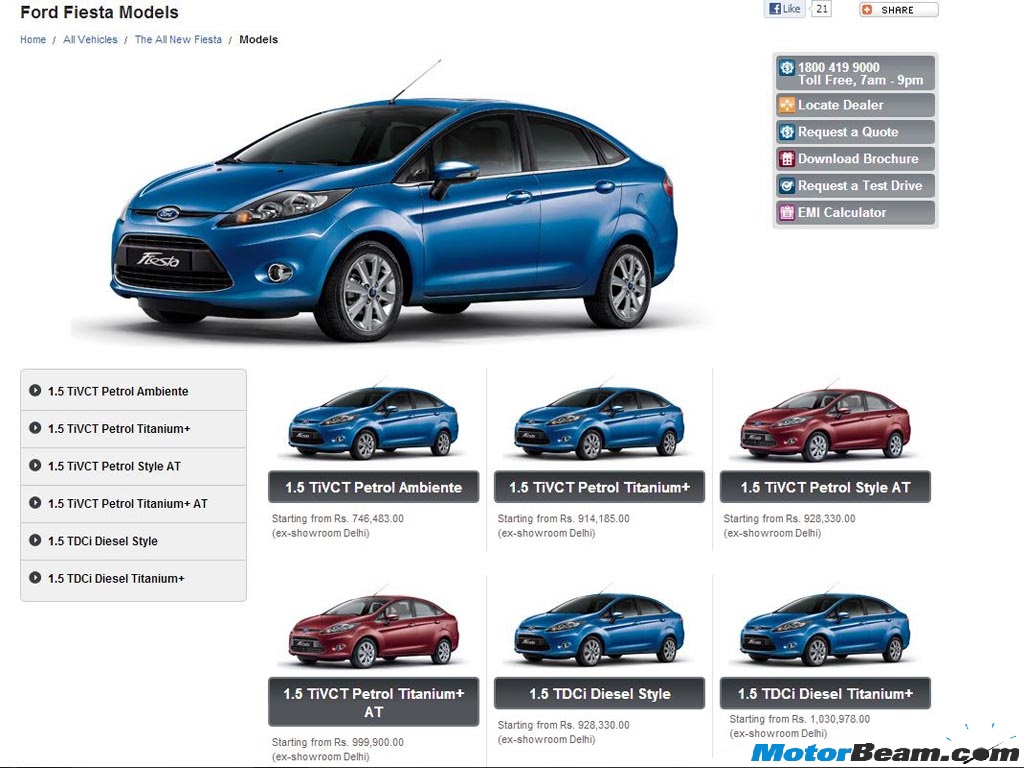 Ford Fiesta Models
Like 21
SHARE
Home / All Vehicles / The All New Fiesta / Models
1800 419 9000
Toll Free, 7am - 9pm
Locate Dealer
Request a Quote
Download Brochure
Request a Test Drive
EMI Calculator
Ford
Fiesta
1.5 TiVCT Petrol Ambiente
1.5 TiVCT Petrol Titanium+
1.5 TiVCT Petrol Style AT
1.5 TiVCT Petrol Titanium+ AT
1.5 TDCi Diesel Style
1.5 TDCi Diesel Titanium+
1.5 TiVCT Petrol Ambiente
Starting from Rs. 746,483.00
(ex-showroom Delhi)
1.5 TiVCT Petrol Titanium+
Starting from Rs. 914,185.00
(ex-showroom Delhi)
1.5 TiVCT Petrol Style AT
Starting from Rs. 928,330.00
(ex-showroom Delhi)
1.5 TiVCT Petrol Titanium+
AT
Starting from Rs. 999,900.00
(ex-showroom Delhi)
1.5 TDCi Diesel Style
Starting from Rs. 928,330.00
(ex-showroom Delhi)
1.5 TDCi Diesel Titanium+
Starting from Rs. 1,030,978.00
(ex-showroom Delhi)
MotorBeam.com